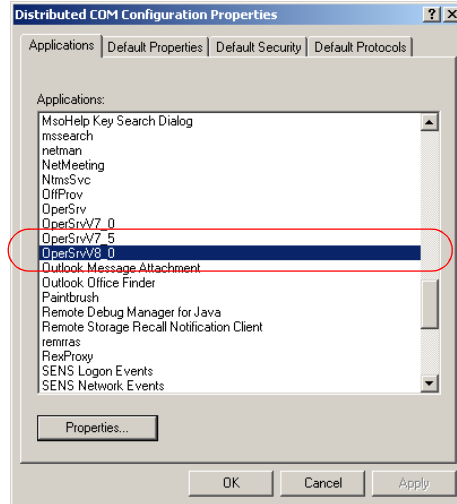 Distributed COM Configuration Properties
Applications Default Properties Default Security Default Protocols
Applications:
MsoHelp Key Search Dialog
mssearch
netman
NetMeeting
NtmsSvc
OffProv
OperSrv
OperSrvV7_0
OperSrvV7_5
OperSrvV8_0
Outlook Message Attachment
Outlook Office Finder
Paintbrush
Remote Debug Manager for Java
Remote Storage Recall Notification Client
remrras
RexProxy
SENS Logon Events
SENS Network Events
Properties...
OK Cancel Apply